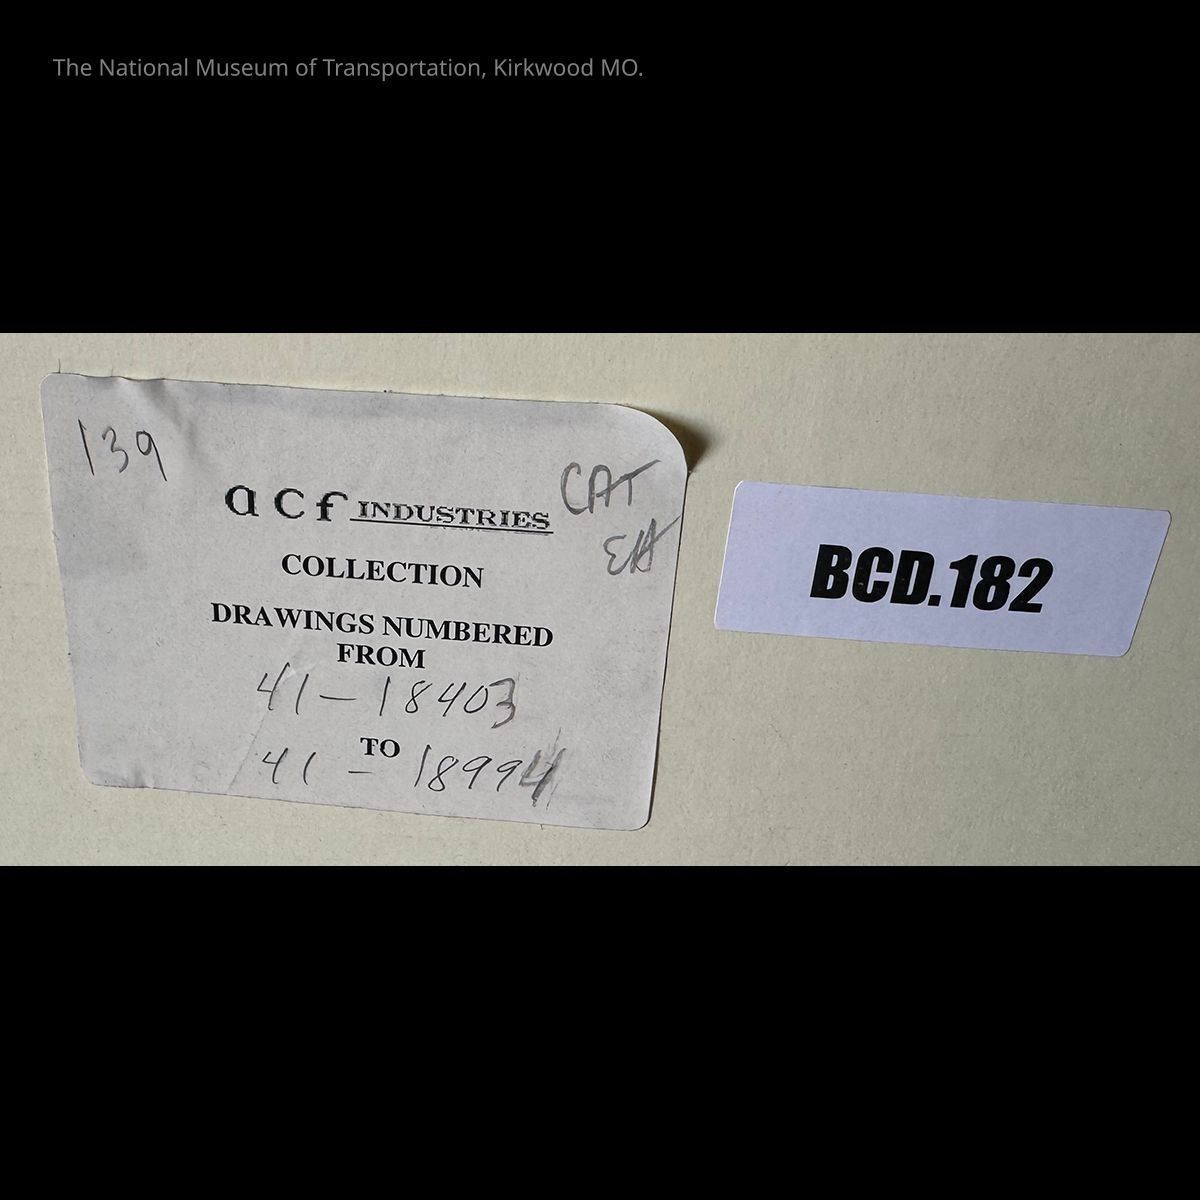 The National Museum of Transportation, Kirkwood MO.
139
acf INDUSTRIES
CAT
EH
COLLECTION
DRAWINGS NUMBERED
FROM
41-18403
TO
41-18994
BCD.182